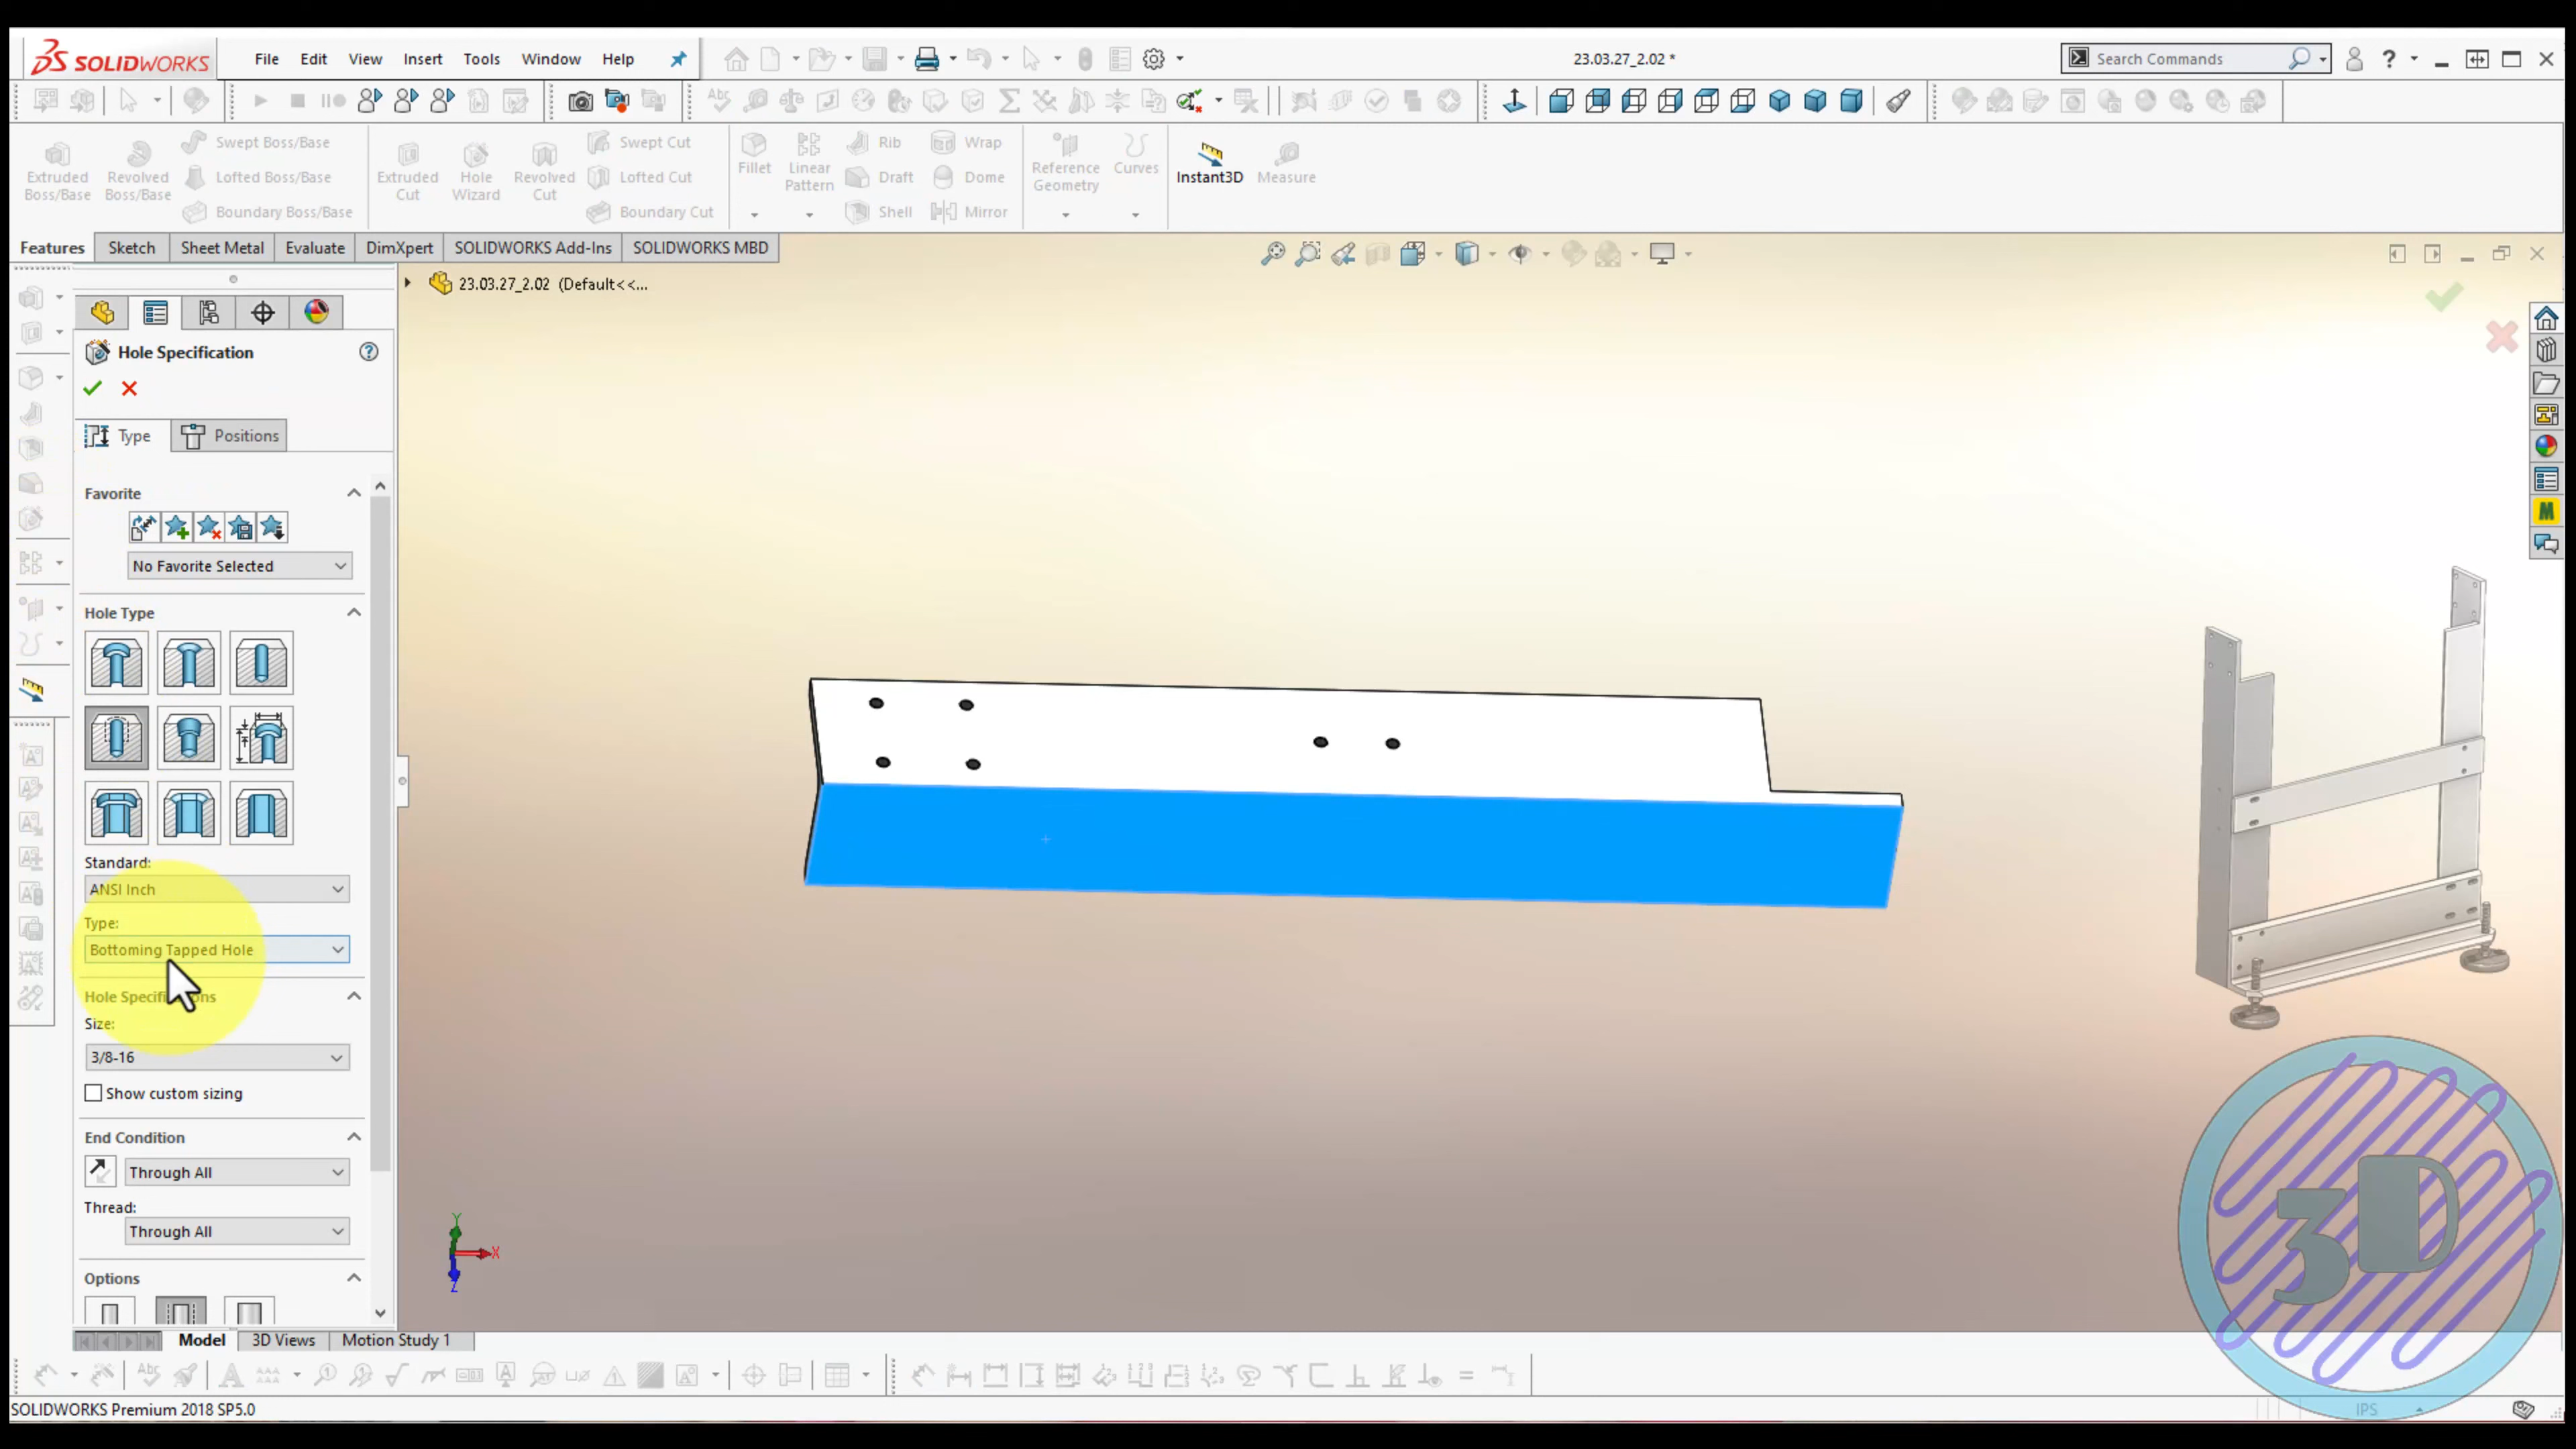 SOLIDWORKS File Edit View Insert Tools Window Help 23.03.27_2.02 * Search Commands ?
Extruded Boss/Base
Revolved Boss/Base
Swept Boss/Base
Lofted Boss/Base
Boundary Boss/Base
Extruded Cut
Hole Wizard
Revolved Cut
Swept Cut
Lofted Cut
Boundary Cut
Fillet
Linear Pattern
Rib
Draft
Shell
Wrap
Dome
Mirror
Reference Geometry
Curves
Instant3D
Measure
Features Sketch Sheet Metal Evaluate DimXpert SOLIDWORKS Add-Ins SOLIDWORKS MBD
23.03.27_2.02 (Default<<...
Hole Specification ?
Type Positions
Favorite
No Favorite Selected
Hole Type
Standard:
ANSI Inch
Type:
Bottoming Tapped Hole
Hole Specifications
Size:
3/8-16
Show custom sizing
End Condition
Through All
Thread:
Through All
Options
Y
X
Z
M
3D
Model 3D Views Motion Study 1
SOLIDWORKS Premium 2018 SP5.0 IPS